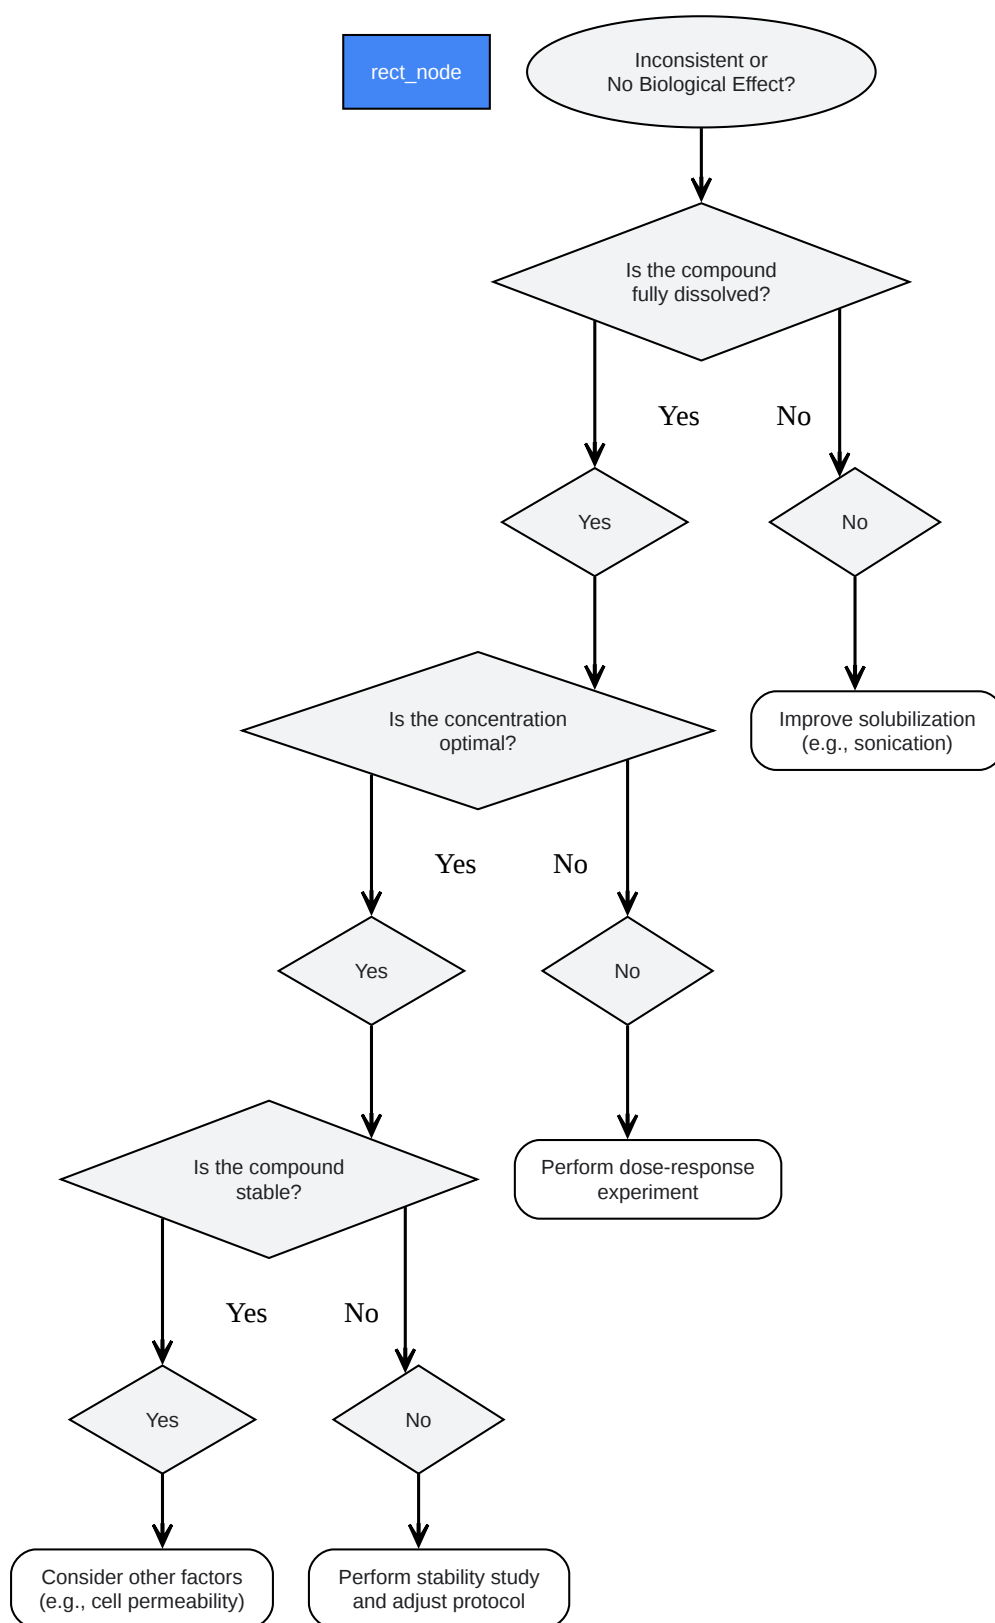 rect_node
Inconsistent or
No Biological Effect?
Is the compound
fully dissolved?
Yes
No
Yes
No
Is the concentration
optimal?
Improve solubilization
(e.g., sonication)
Yes
No
Yes
No
Is the compound
stable?
Perform dose-response
experiment
Yes
No
Yes
No
Consider other factors
(e.g., cell permeability)
Perform stability study
and adjust protocol